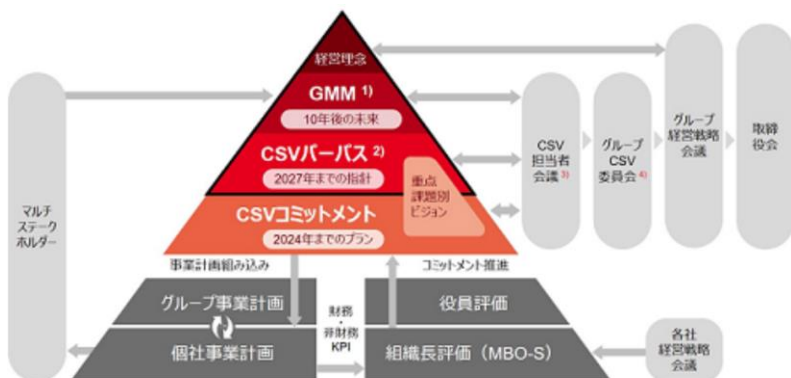 経営理念
GMM 1)
10年後の未来
CSVパーパス 2)
2027年までの指針
重点
課題別
ビジョン
CSVコミットメント
2024年までのプラン
マルチ
ステーク
ホルダー
CSV
担当者
会議 3)
グループ
CSV
委員会 4)
グループ
経営戦略
会議
取締
役会
事業計画組み込み
コミットメント推進
グループ事業計画
個社事業計画
財務
・
非財務
KPI
役員評価
組織長評価（MBO-S）
各社
経営戦略
会議